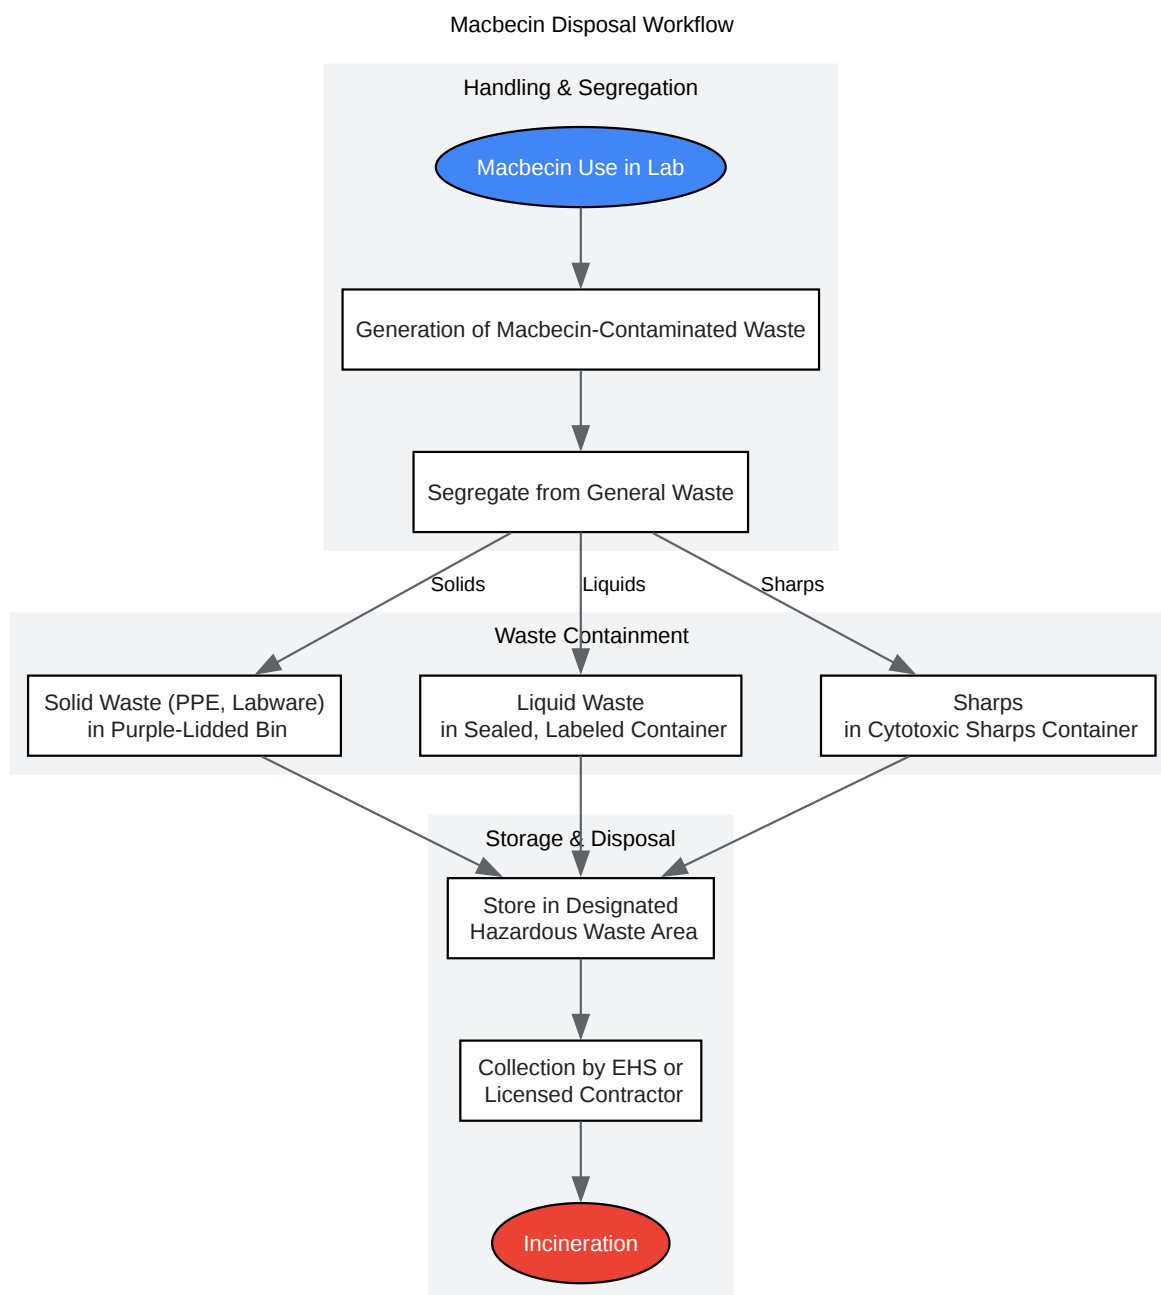 Macbecin Disposal Workflow
Handling & Segregation
Macbecin Use in Lab
Generation of Macbecin-Contaminated Waste
Segregate from General Waste
Solids
Liquids
Sharps
Waste Containment
Solid Waste (PPE, Labware)
in Purple-Lidded Bin
Liquid Waste
in Sealed, Labeled Container
Sharps
in Cytotoxic Sharps Container
Storage & Disposal
Store in Designated
Hazardous Waste Area
Collection by EHS or
Licensed Contractor
Incineration